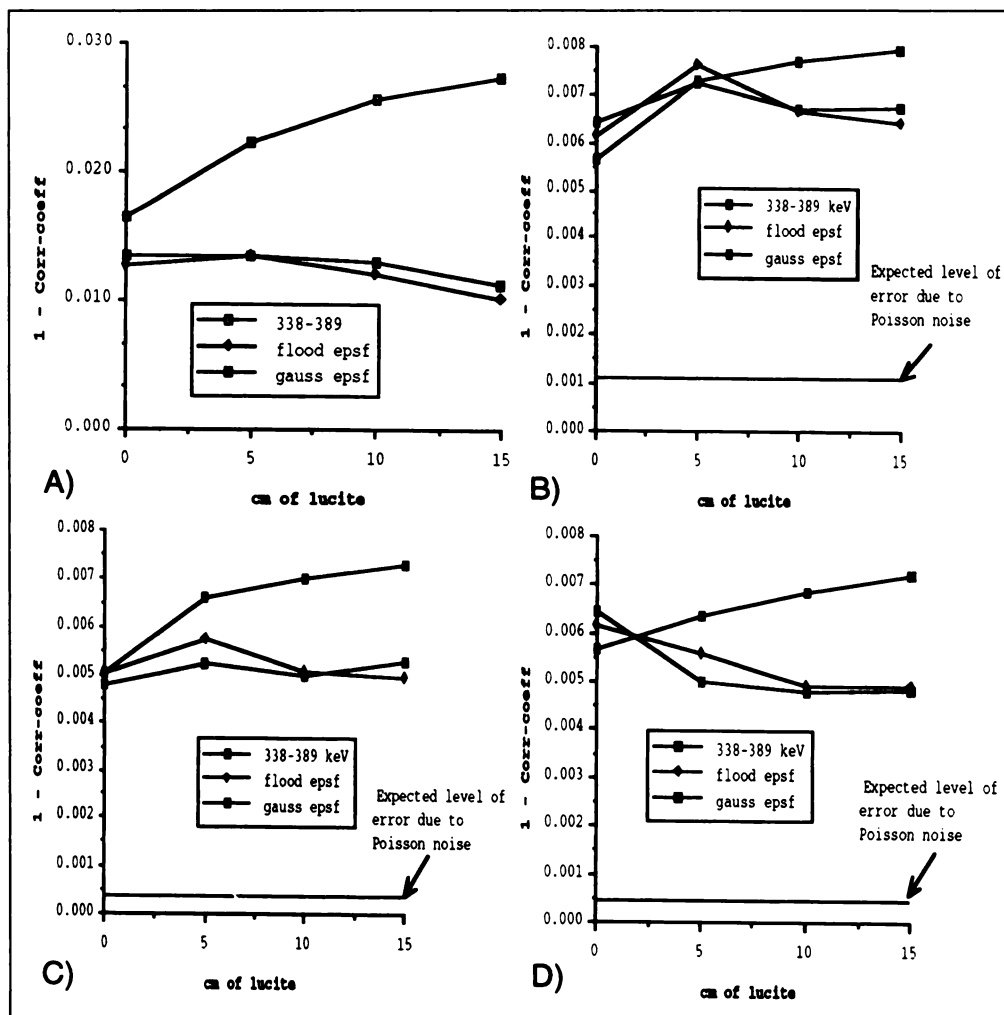 0.030
0.020
0.010
0.000
1 - Corr-coeff
338-389
flood epsf
gauss epsf
0
5
10
15
cm of lucite
A)
0.008
0.007
0.006
0.005
0.004
0.003
0.002
0.001
0.000
1 - Corr-coeff
338-389 keV
flood epsf
gauss epsf
Expected level of
error due to
Poisson noise
0
5
10
15
cm of lucite
B)
0.008
0.007
0.006
0.005
0.004
0.003
0.002
0.001
0.000
1 - Corr-coeff
338-389 keV
flood epsf
gauss epsf
Expected level of
error due to
Poisson noise
0
5
10
15
cm of lucite
C)
0.008
0.007
0.006
0.005
0.004
0.003
0.002
0.001
0.000
1 - Corr-coeff
338-389 keV
flood epsf
gauss epsf
Expected level of
error due to
Poisson noise
0
5
10
15
cm of lucite
D)